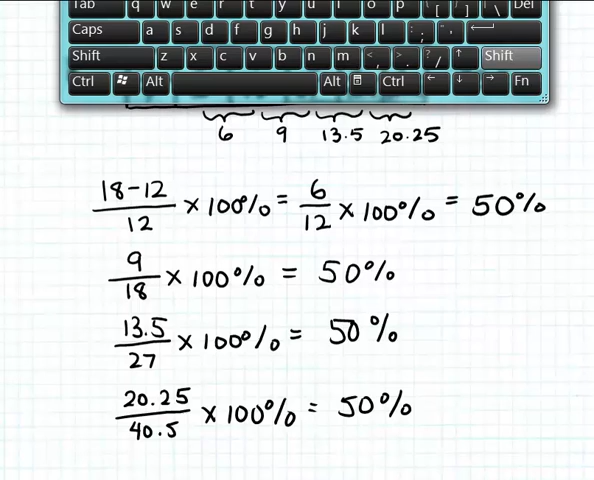 Tab q w e r t y u i o p { [ } ] | \ Del
Caps a s d f g h j k l : ; " ,
Shift z x c v b n m < , > . ? / ↑ Shift
Ctrl Alt Alt Ctrl ← ↓ → Fn
6 9 13.5 20.25
18-12/12 × 100% = 6/12 × 100% = 50%
9/18 × 100% = 50%
13.5/27 × 100% = 50%
20.25/40.5 × 100% = 50%